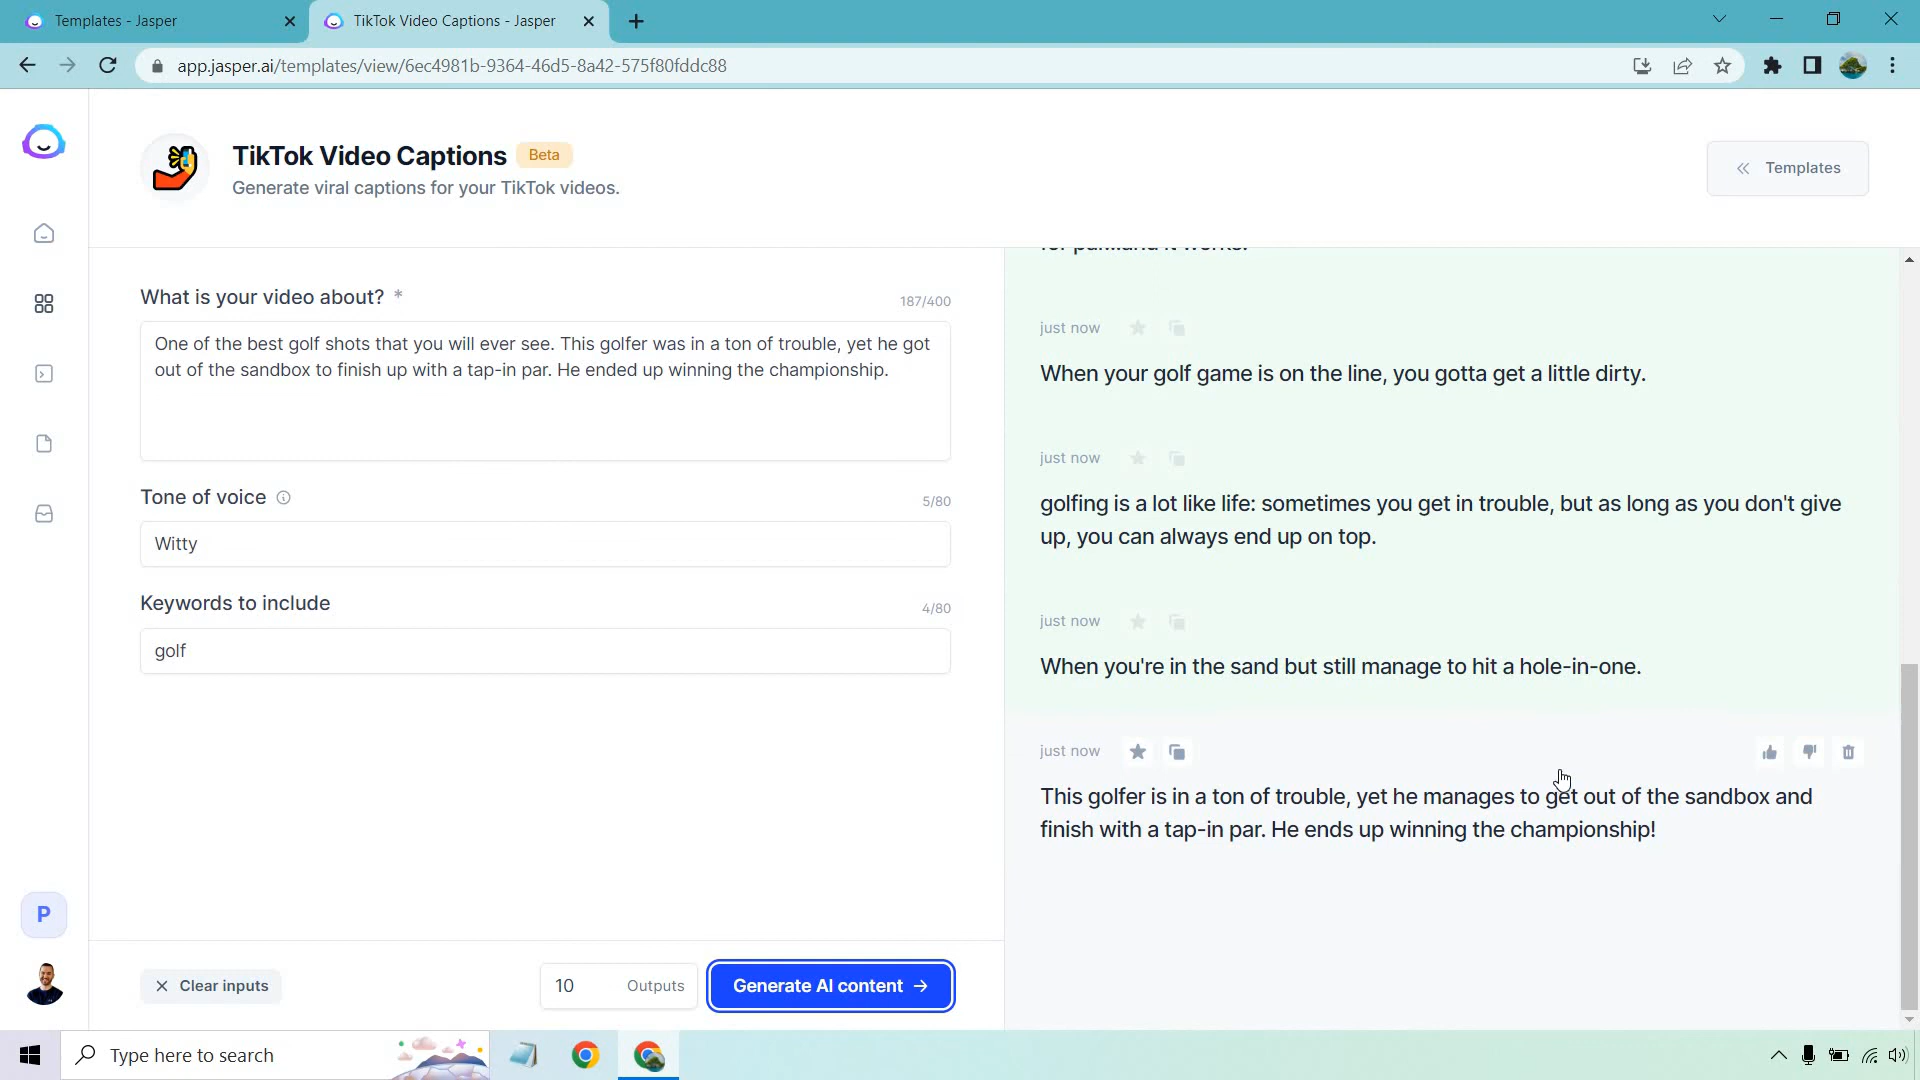 Templates - Jasper
TikTok Video Captions - Jasper
app.jasper.ai/templates/view/6ec4981b-9364-46d5-8a42-575f80fddc88
TikTok Video Captions
Beta
Generate viral captions for your TikTok videos.
Templates
What is your video about? *
187/400
One of the best golf shots that you will ever see. This golfer was in a ton of trouble, yet he got
out of the sandbox to finish up with a tap-in par. He ended up winning the championship.
Tone of voice
5/80
Witty
Keywords to include
4/80
golf
just now
When your golf game is on the line, you gotta get a little dirty.
just now
golfing is a lot like life: sometimes you get in trouble, but as long as you don't give
up, you can always end up on top.
just now
When you're in the sand but still manage to hit a hole-in-one.
just now
This golfer is in a ton of trouble, yet he manages to get out of the sandbox and
finish with a tap-in par. He ends up winning the championship!
P
Clear inputs
10
Outputs
Generate AI content
Type here to search